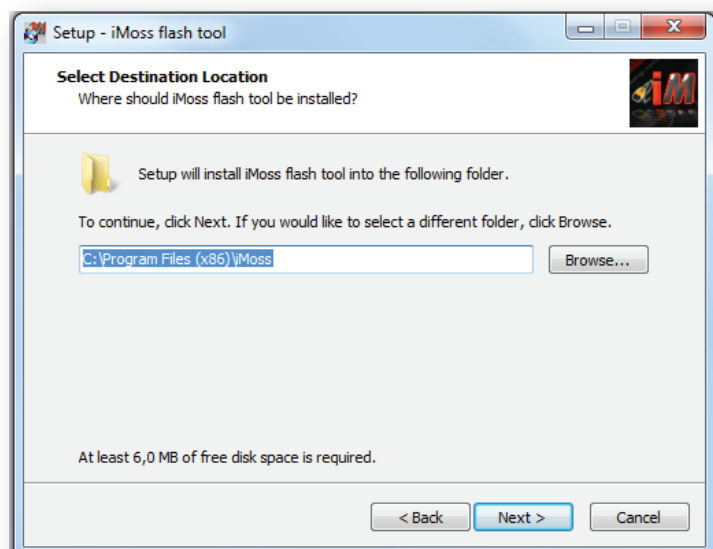 Setup - iMoss flash tool
Select Destination Location
Where should iMoss flash tool be installed?
iM
Setup will install iMoss flash tool into the following folder.
To continue, click Next. If you would like to select a different folder, click Browse.
C:\Program Files (x86)\iMoss
Browse...
At least 6,0 MB of free disk space is required.
< Back
Next >
Cancel